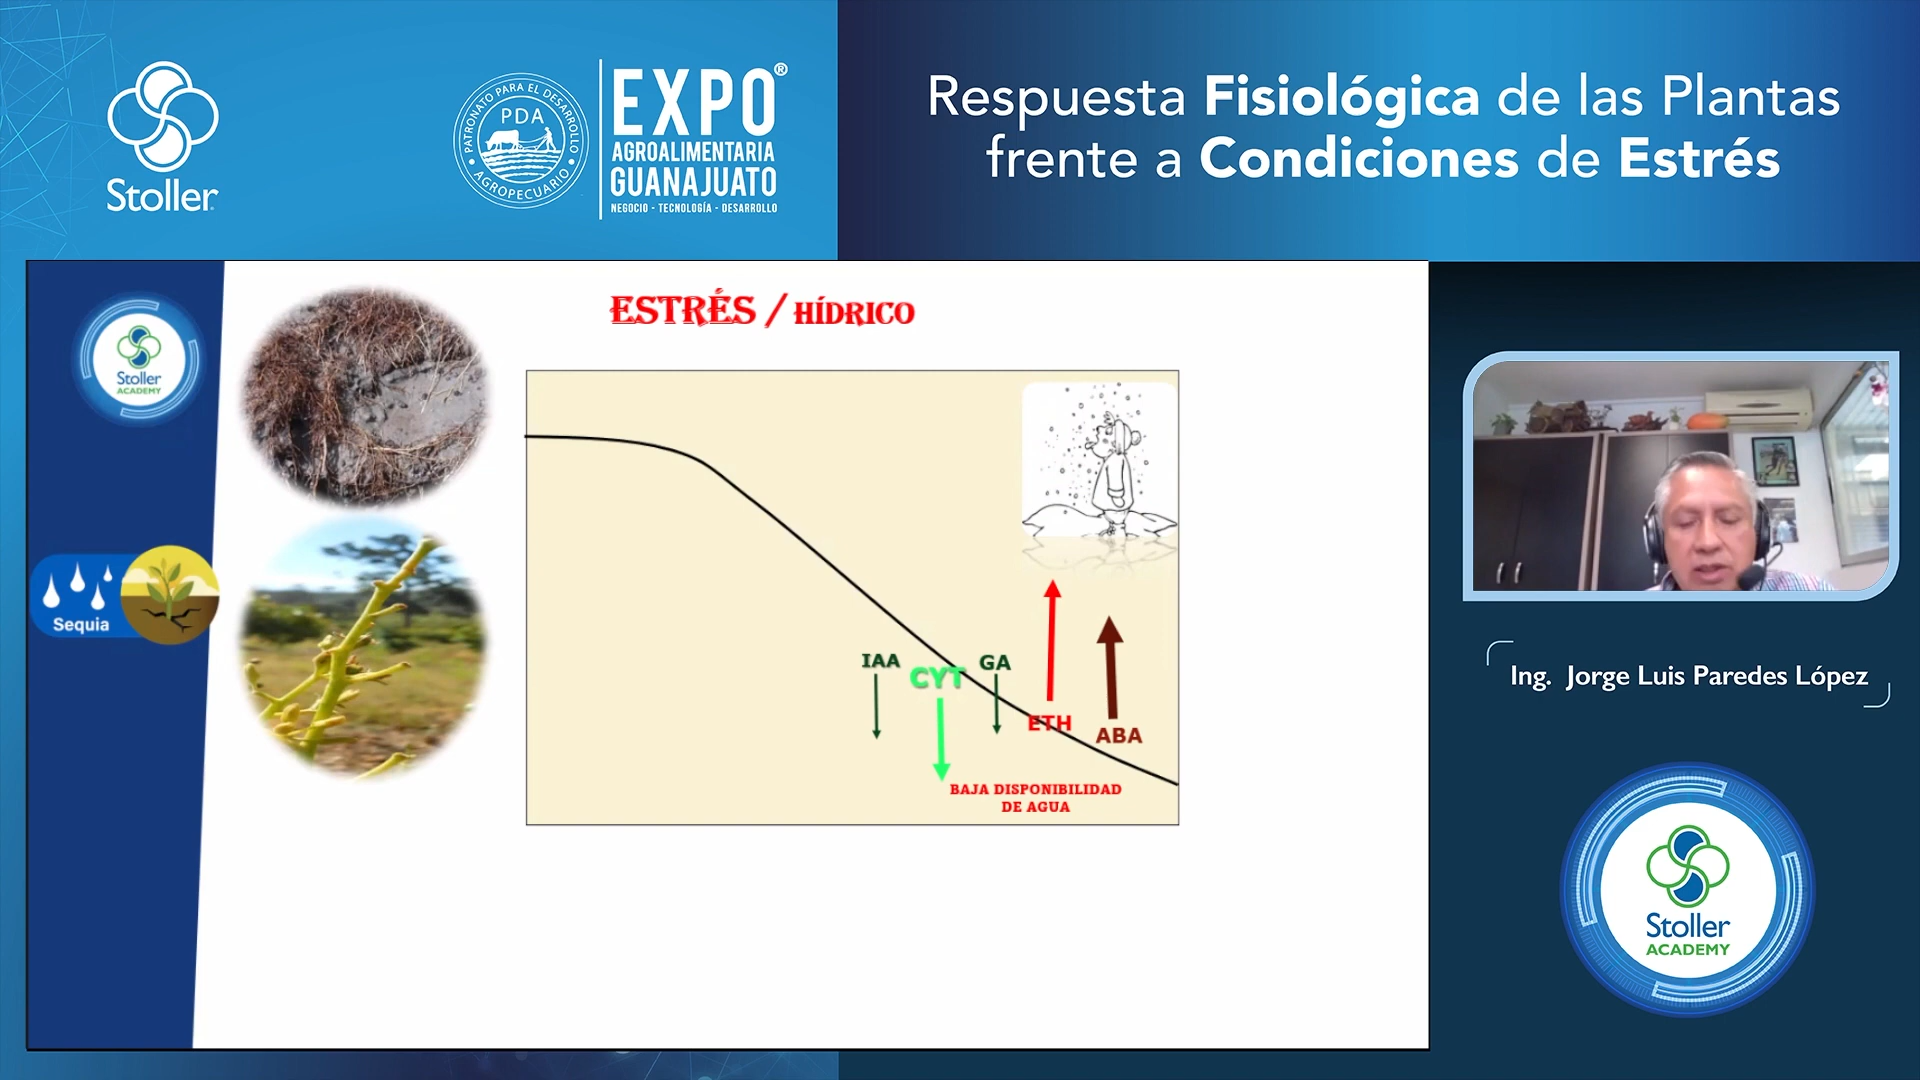 Stoller
PATRONATO PARA EL DESARROLLO
PDA
AGROPECUARIO
EXPO®
AGROALIMENTARIA
GUANAJUATO
NEGOCIO - TECNOLOGÍA - DESARROLLO
Respuesta Fisiológica de las Plantas
frente a Condiciones de Estrés
Stoller
ACADEMY
ESTRÉS / HÍDRICO
Sequia
IAA
CYT
GA
ETH
ABA
BAJA DISPONIBILIDAD
DE AGUA
Ing. Jorge Luis Paredes López
Stoller
ACADEMY